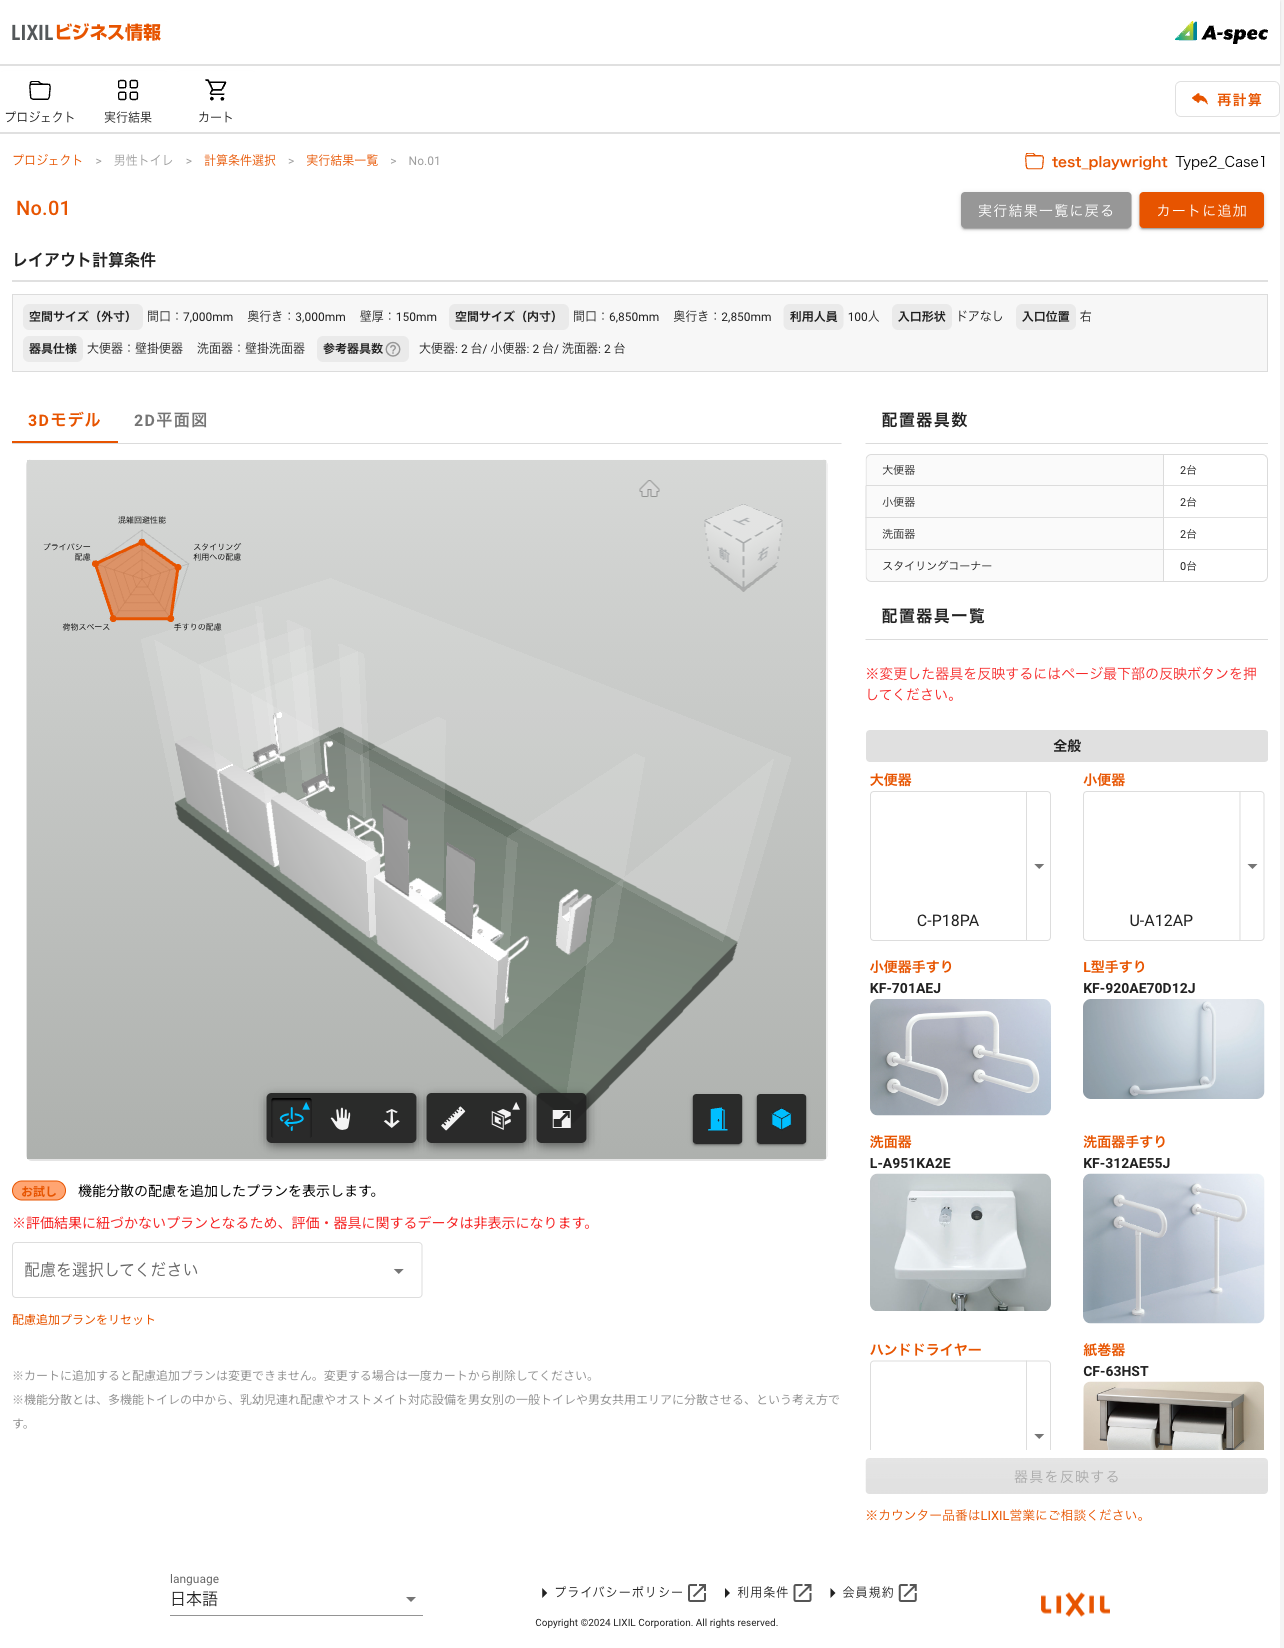 LIXILビジネス情報
A-spec
プロジェクト 実行結果 カート
再計算
プロジェクト > 男性トイレ > 計算条件選択 > 実行結果一覧 > No.01
test_playwright Type2_Case1
No.01
実行結果一覧に戻る カートに追加
レイアウト計算条件
空間サイズ（外寸） 間口：7,000mm 奥行き：3,000mm 壁厚：150mm 空間サイズ（内寸） 間口：6,850mm 奥行き：2,850mm 利用人員 100人 入口形状 ドアなし 入口位置 右
器具仕様 大便器：壁掛便器 洗面器：壁掛洗面器 参考器具数 大便器: 2 台/ 小便器: 2 台/ 洗面器: 2 台
3Dモデル 2D平面図
混雑回避性能
プライバシー
配慮
スタイリング
利用への配慮
荷物スペース
手すりの配慮
上
前
右
お試し 機能分散の配慮を追加したプランを表示します。
※評価結果に紐づかないプランとなるため、評価・器具に関するデータは非表示になります。
配慮を選択してください
配慮追加プランをリセット
※カートに追加すると配慮追加プランは変更できません。変更する場合は一度カートから削除してください。
※機能分散とは、多機能トイレの中から、乳幼児連れ配慮やオストメイト対応設備を男女別の一般トイレや男女共用エリアに分散させる、という考え方で
す。
配置器具数
大便器 2台
小便器 2台
洗面器 2台
スタイリングコーナー 0台
配置器具一覧
※変更した器具を反映するにはページ最下部の反映ボタンを押
してください。
全般
大便器 小便器
C-P18PA U-A12AP
小便器手すり L型手すり
KF-701AEJ KF-920AE70D12J
洗面器 洗面器手すり
L-A951KA2E KF-312AE55J
ハンドドライヤー 紙巻器
CF-63HST
器具を反映する
※カウンター品番はLIXIL営業にご相談ください。
language
日本語
プライバシーポリシー 利用条件 会員規約
Copyright ©2024 LIXIL Corporation. All rights reserved.
LIXIL